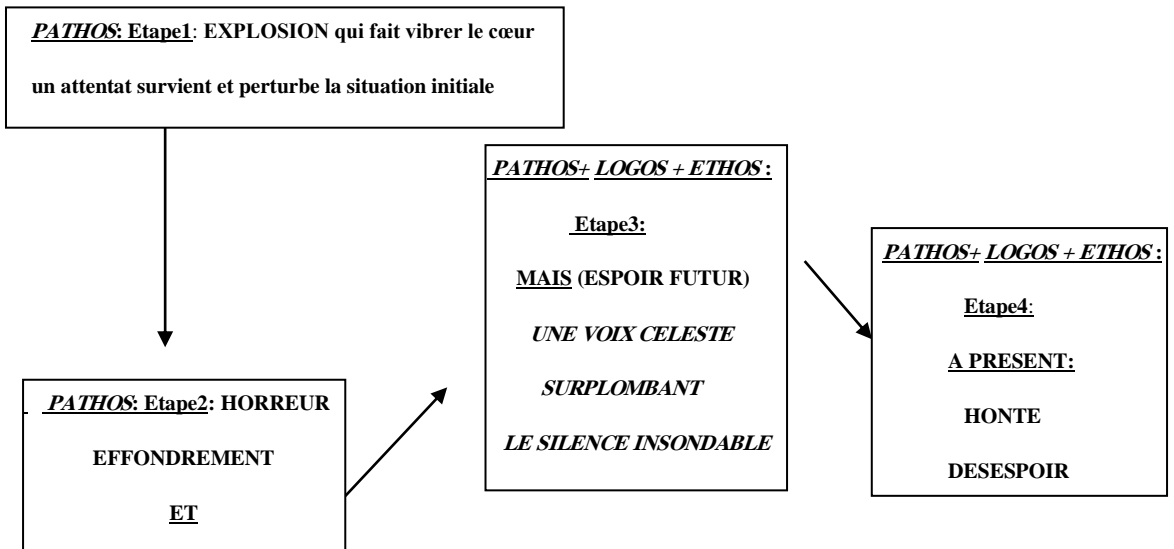 PATHOS: Etape1: EXPLOSION qui fait vibrer le cœur
un attentat survient et perturbe la situation initiale
PATHOS: Etape2: HORREUR
EFFONDREMENT
ET
PATHOS+ LOGOS + ETHOS :
Etape3:
MAIS (ESPOIR FUTUR)
UNE VOIX CELESTE
SURPLOMBANT
LE SILENCE INSONDABLE
PATHOS+ LOGOS + ETHOS :
Etape4:
A PRESENT:
HONTE
DESESPOIR